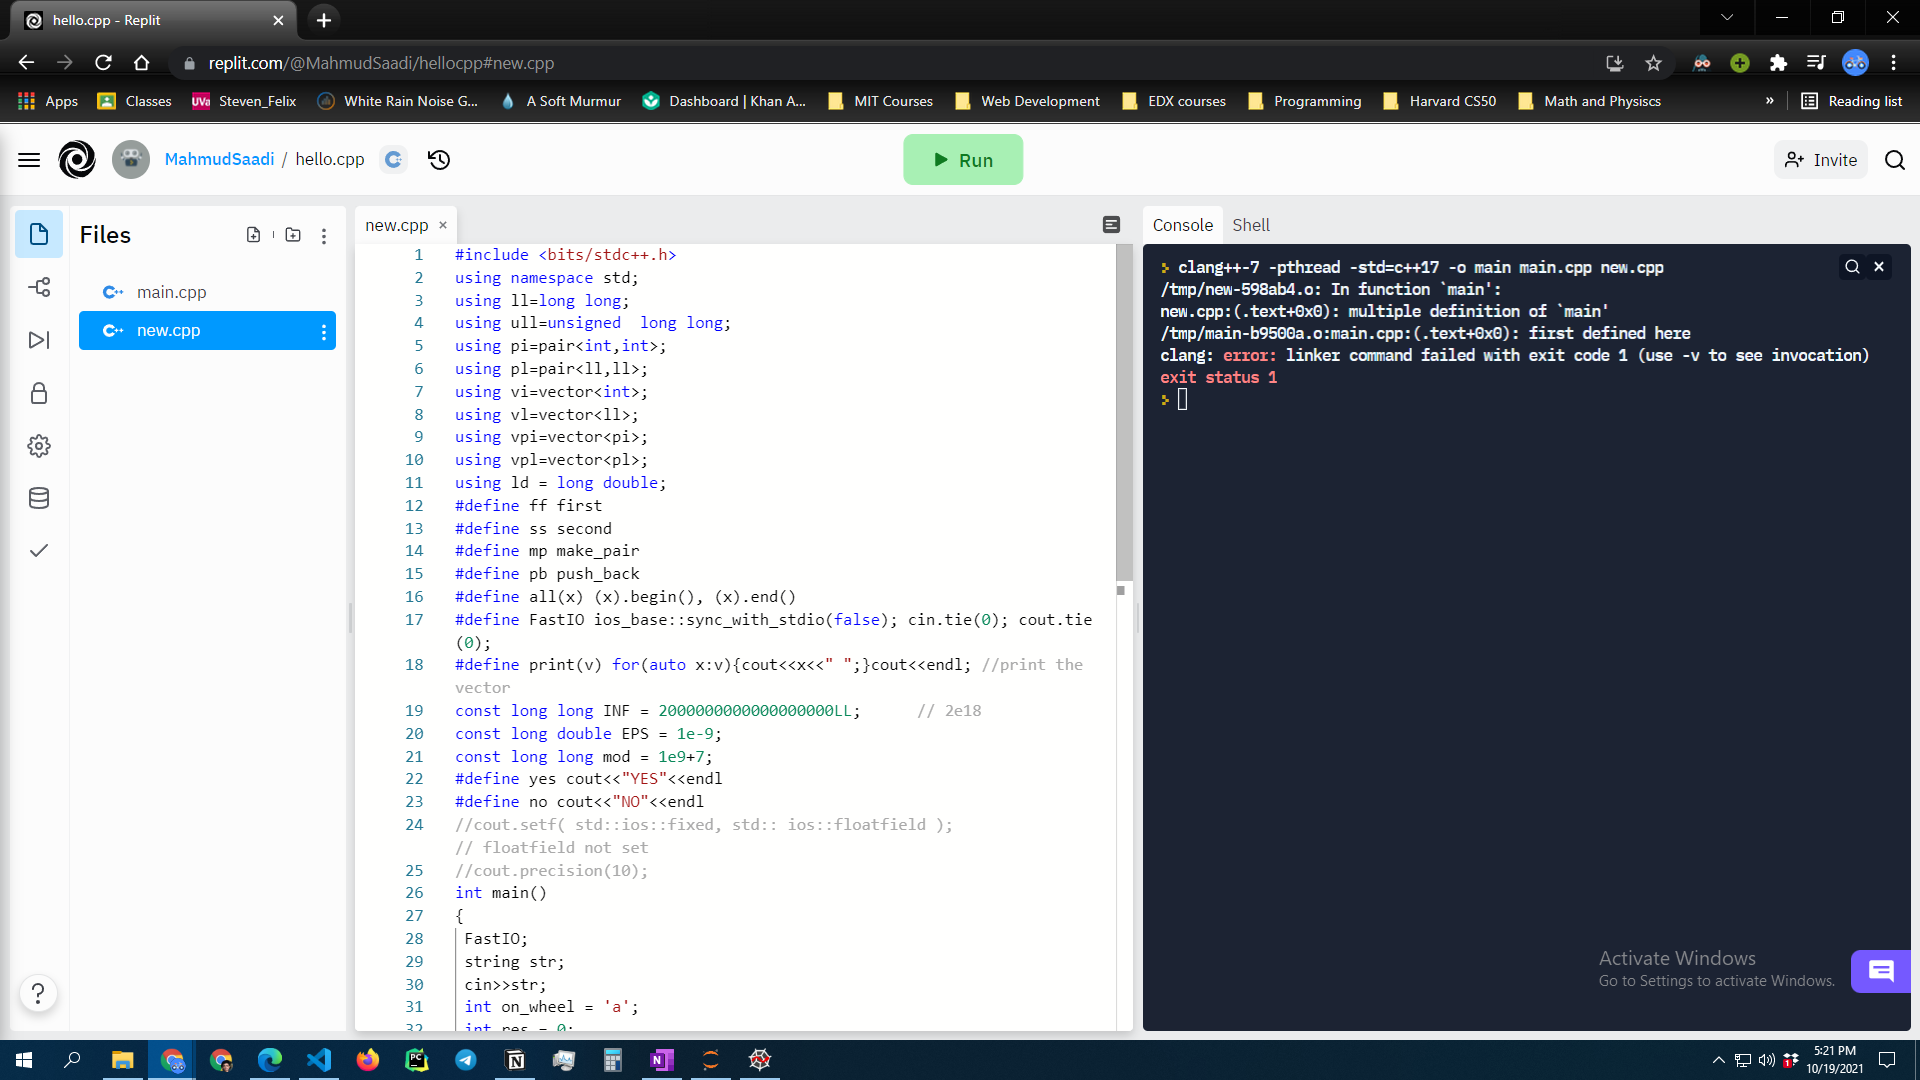 hello.cpp - Replit
replit.com/@MahmudSaadi/hellocpp#new.cpp
Apps Classes UVa Steven_Felix White Rain Noise G... A Soft Murmur Dashboard | Khan A... MIT Courses Web Development EDX courses Programming Harvard CS50 Math and Physiscs » Reading list
MahmudSaadi / hello.cpp Run Invite
Files
main.cpp
new.cpp
new.cpp
1 #include <bits/stdc++.h>
2 using namespace std;
3 using ll=long long;
4 using ull=unsigned  long long;
5 using pi=pair<int,int>;
6 using pl=pair<ll,ll>;
7 using vi=vector<int>;
8 using vl=vector<ll>;
9 using vpi=vector<pi>;
10 using vpl=vector<pl>;
11 using ld = long double;
12 #define ff first
13 #define ss second
14 #define mp make_pair
15 #define pb push_back
16 #define all(x) (x).begin(), (x).end()
17 #define FastIO ios_base::sync_with_stdio(false); cin.tie(0); cout.tie
(0);
18 #define print(v) for(auto x:v){cout<<x<<" ";}cout<<endl; //print the
vector
19 const long long INF = 2000000000000000000LL;      // 2e18
20 const long double EPS = 1e-9;
21 const long long mod = 1e9+7;
22 #define yes cout<<"YES"<<endl
23 #define no cout<<"NO"<<endl
24 //cout.setf( std::ios::fixed, std:: ios::floatfield );
// floatfield not set
25 //cout.precision(10);
26 int main()
27 {
28 FastIO;
29 string str;
30 cin>>str;
31 int on_wheel = 'a';
32 int res = 0;
Console Shell
clang++-7 -pthread -std=c++17 -o main main.cpp new.cpp
/tmp/new-598ab4.o: In function `main':
new.cpp:(.text+0x0): multiple definition of `main'
/tmp/main-b9500a.o:main.cpp:(.text+0x0): first defined here
clang: error: linker command failed with exit code 1 (use -v to see invocation)
exit status 1
Activate Windows
Go to Settings to activate Windows.
5:21 PM
10/19/2021